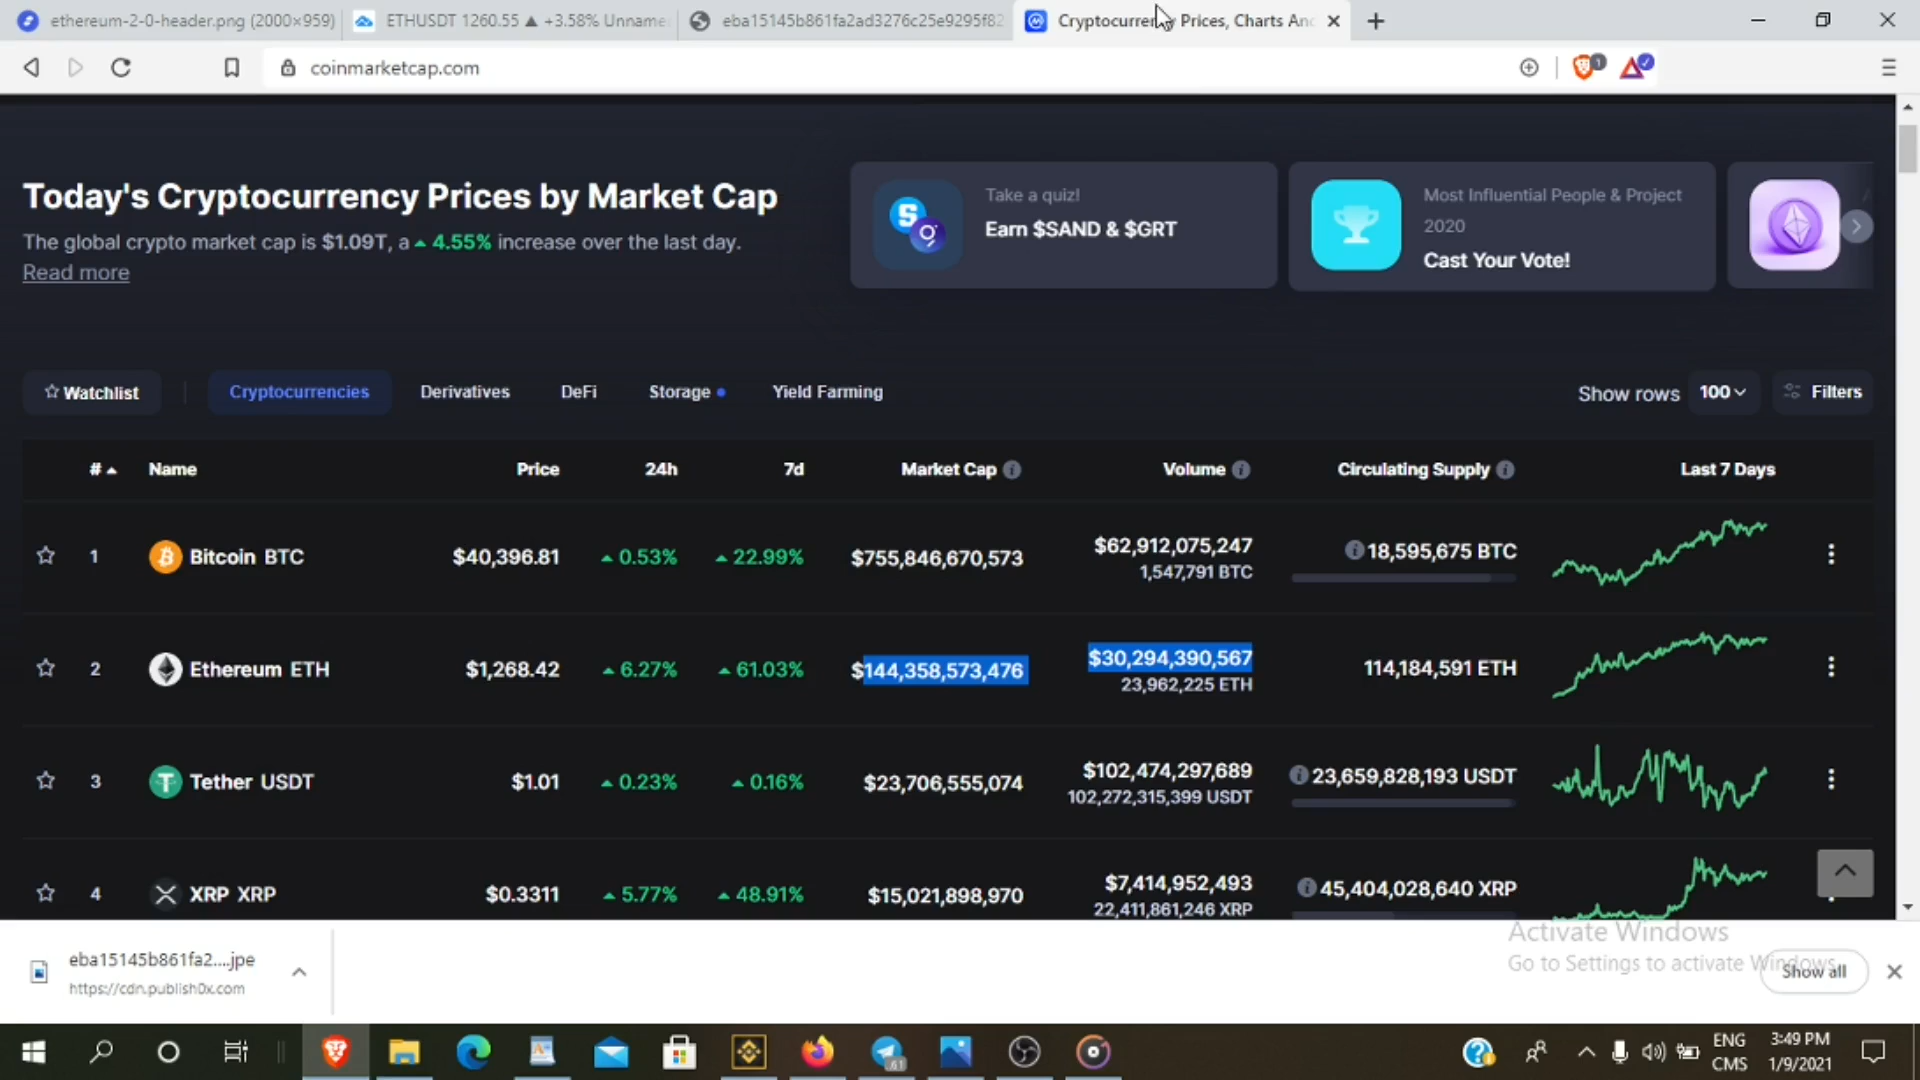 ethereum-2-0-header.png (2000×959)
ETHUSDT 1260.55 ▲ +3.58% Unname
eba15145b861fa2ad3276c25e9295f82
Cryptocurrency Prices, Charts An
coinmarketcap.com
1
Today's Cryptocurrency Prices by Market Cap
The global crypto market cap is $1.09T, a ▲ 4.55% increase over the last day.
Read more
Take a quiz!
Earn $SAND & $GRT
Most Influential People & Project
2020
Cast Your Vote!
Watchlist
Cryptocurrencies
Derivatives
DeFi
Storage
Yield Farming
Show rows
100
Filters
# Name Price 24h 7d Market Cap Volume Circulating Supply Last 7 Days
1 Bitcoin BTC $40,396.81 ▲ 0.53% ▲ 22.99% $755,846,670,573 $62,912,075,247 18,595,675 BTC
1,547,791 BTC
2 Ethereum ETH $1,268.42 ▲ 6.27% ▲ 61.03% $144,358,573,476 $30,294,390,567 114,184,591 ETH
23,962,225 ETH
3 Tether USDT $1.01 ▲ 0.23% ▲ 0.16% $23,706,555,074 $102,474,297,689 23,659,828,193 USDT
102,272,315,399 USDT
4 XRP XRP $0.3311 ▲ 5.77% ▲ 48.91% $15,021,898,970 $7,414,952,493 45,404,028,640 XRP
22,411,861,246 XRP
Activate Windows
Go to Settings to activate Windows.
eba15145b861fa2....jpe
https://cdn.publish0x.com
Show all
61
ENG
CMS
3:49 PM
1/9/2021